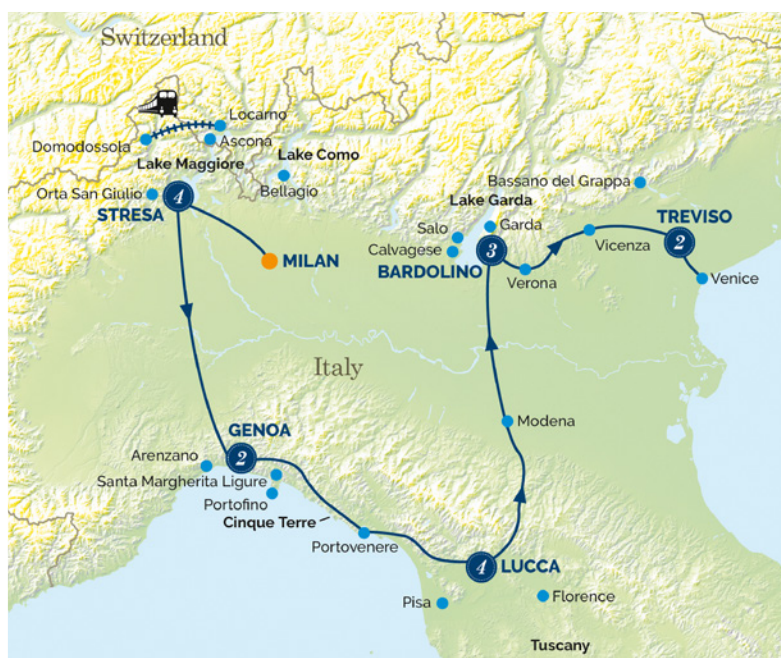 Switzerland
Locarno
Domodossola
Ascona
Lake Maggiore
Lake Como
Bellagio
Orta San Giulio
4
STRESA
MILAN
Bassano del Grappa
Lake Garda
Garda
Salo
Calvagese
BARDOLINO
3
Verona
Vicenza
TREVISO
2
Venice
Italy
Modena
GENOA
2
Arenzano
Santa Margherita Ligure
Portofino
Cinque Terre
Portovenere
4
LUCCA
Pisa
Florence
Tuscany